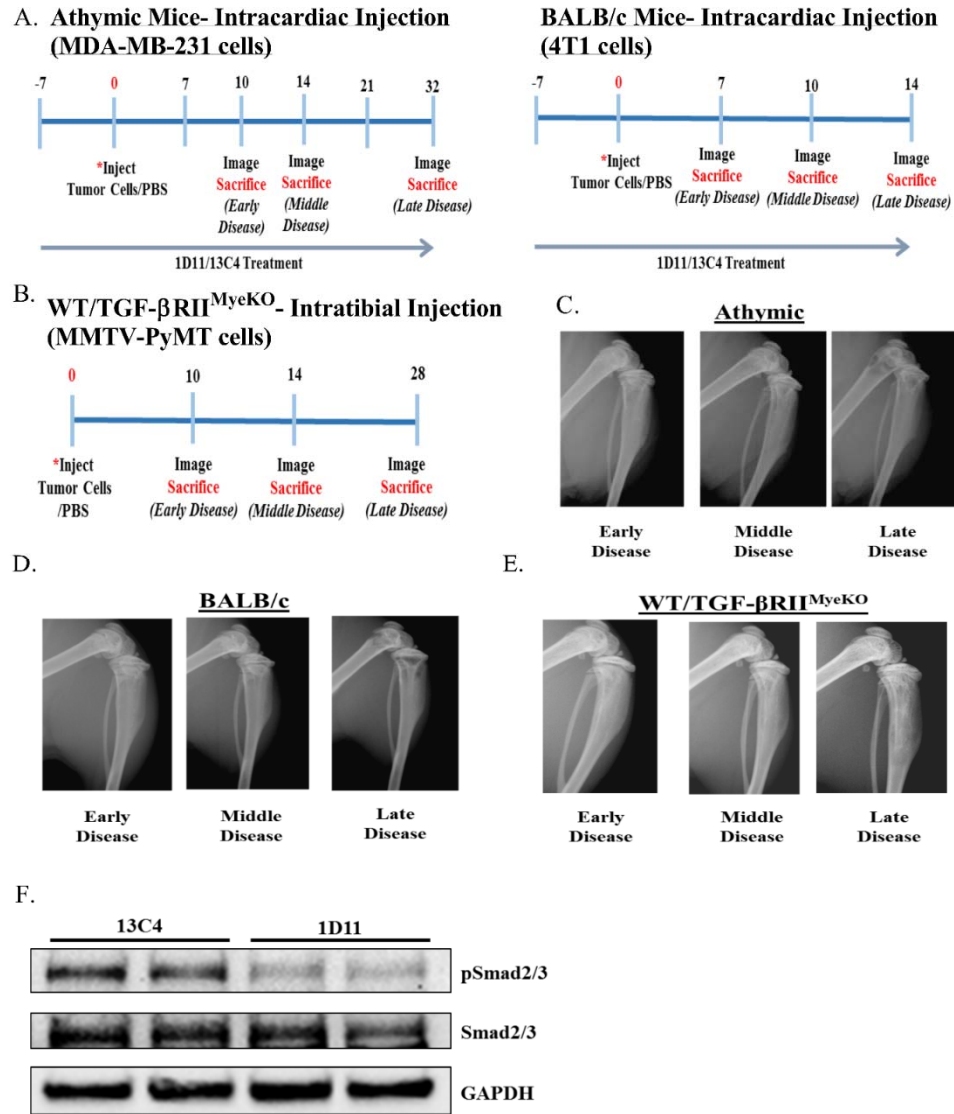 A. Athymic Mice- Intracardiac Injection
(MDA-MB-231 cells)
-7 0 7 10 14 21 32
*Inject
Tumor Cells/PBS
Image
Sacrifice
(Early
Disease)
Image
Sacrifice
(Middle
Disease)
Image
Sacrifice
(Late Disease)
1D11/13C4 Treatment
BALB/c Mice- Intracardiac Injection
(4T1 cells)
-7 0 7 10 14
*Inject
Tumor Cells/PBS
Image
Sacrifice
(Early Disease)
Image
Sacrifice
(Middle Disease)
Image
Sacrifice
(Late Disease)
1D11/13C4 Treatment
B. WT/TGF-βRII^MyeKO- Intratibial Injection
(MMTV-PyMT cells)
0 10 14 28
*Inject
Tumor Cells
/PBS
Image
Sacrifice
(Early Disease)
Image
Sacrifice
(Middle Disease)
Image
Sacrifice
(Late Disease)
C.
Athymic
Early
Disease
Middle
Disease
Late
Disease
D.
BALB/c
Early
Disease
Middle
Disease
Late
Disease
E.
WT/TGF-βRII^MyeKO
Early
Disease
Middle
Disease
Late
Disease
F.
13C4 1D11
pSmad2/3
Smad2/3
GAPDH